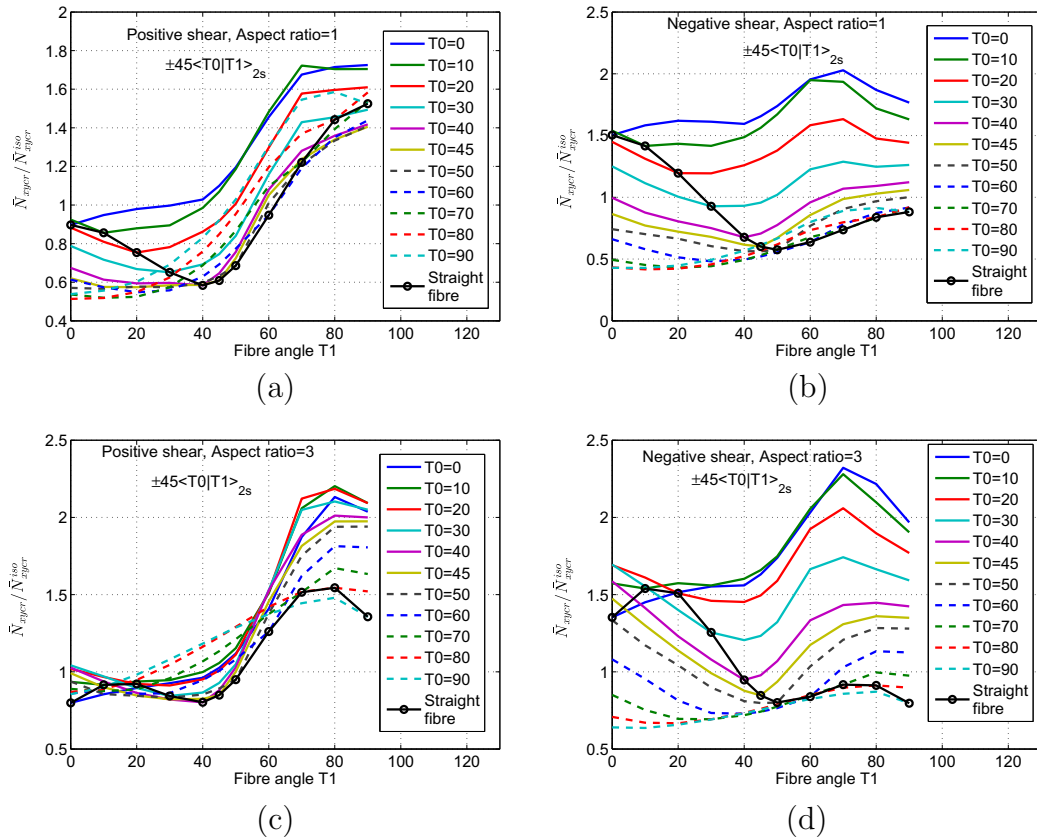 Positive shear, Aspect ratio=1
±45<T0|T1>2s
N̄xycr/N̄xycr^iso
2
1.8
1.6
1.4
1.2
1
0.8
0.6
0.4
0 20 40 60 80 100 120
Fibre angle T1
T0=0
T0=10
T0=20
T0=30
T0=40
T0=45
T0=50
T0=60
T0=70
T0=80
T0=90
Straight
fibre
(a)
Negative shear, Aspect ratio=1
±45<T0|T1>2s
N̄xycr/N̄xycr^iso
2.5
2
1.5
1
0.5
0
0 20 40 60 80 100 120
Fibre angle T1
T0=0
T0=10
T0=20
T0=30
T0=40
T0=45
T0=50
T0=60
T0=70
T0=80
T0=90
Straight
fibre
(b)
Positive shear, Aspect ratio=3
±45<T0|T1>2s
N̄xycr/N̄xycr^iso
2.5
2
1.5
1
0.5
0 20 40 60 80 100 120
Fibre angle T1
T0=0
T0=10
T0=20
T0=30
T0=40
T0=45
T0=50
T0=60
T0=70
T0=80
T0=90
Straight
fibre
(c)
Negative shear, Aspect ratio=3
±45<T0|T1>2s
N̄xycr/N̄xycr^iso
2.5
2
1.5
1
0.5
0 20 40 60 80 100 120
Fibre angle T1
T0=0
T0=10
T0=20
T0=30
T0=40
T0=45
T0=50
T0=60
T0=70
T0=80
T0=90
Straight
fibre
(d)